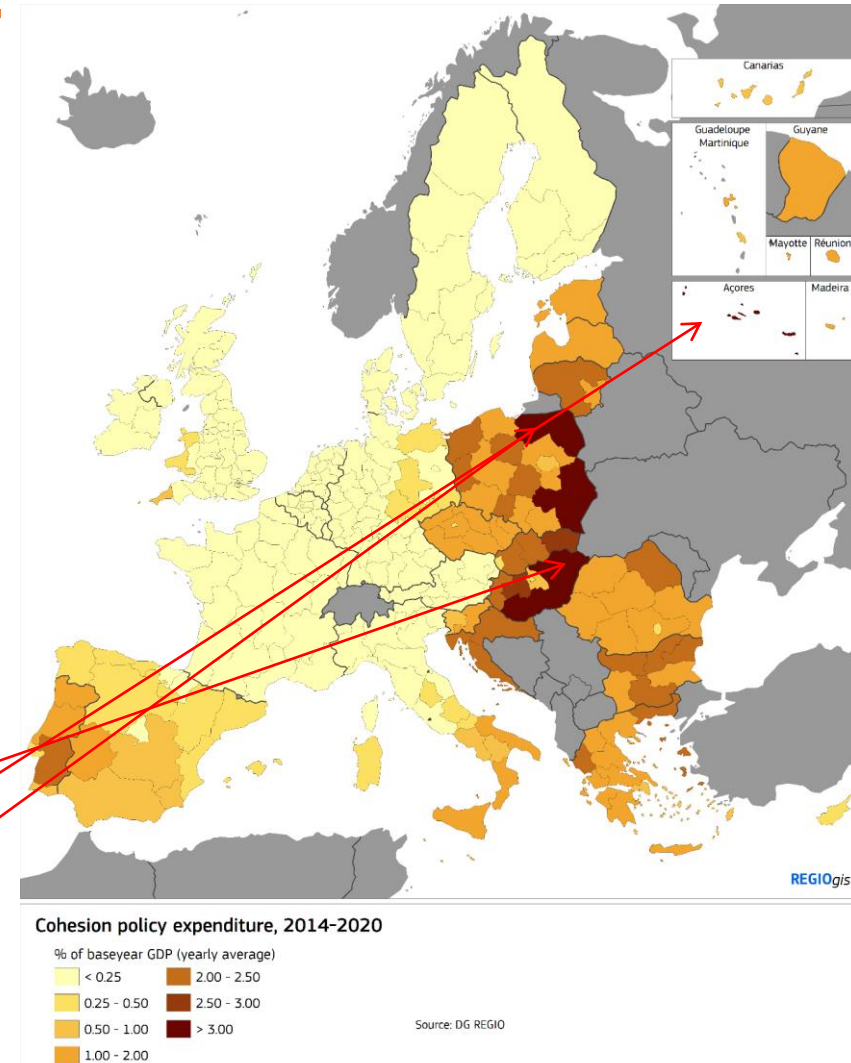 Canarias
Guadeloupe
Martinique
Guyane
Mayotte
Réunion
Açores
Madeira
REGIOgis
Cohesion policy expenditure, 2014-2020
% of baseyear GDP (yearly average)
< 0.25
0.25 - 0.50
0.50 - 1.00
1.00 - 2.00
2.00 - 2.50
2.50 - 3.00
> 3.00
Source: DG REGIO